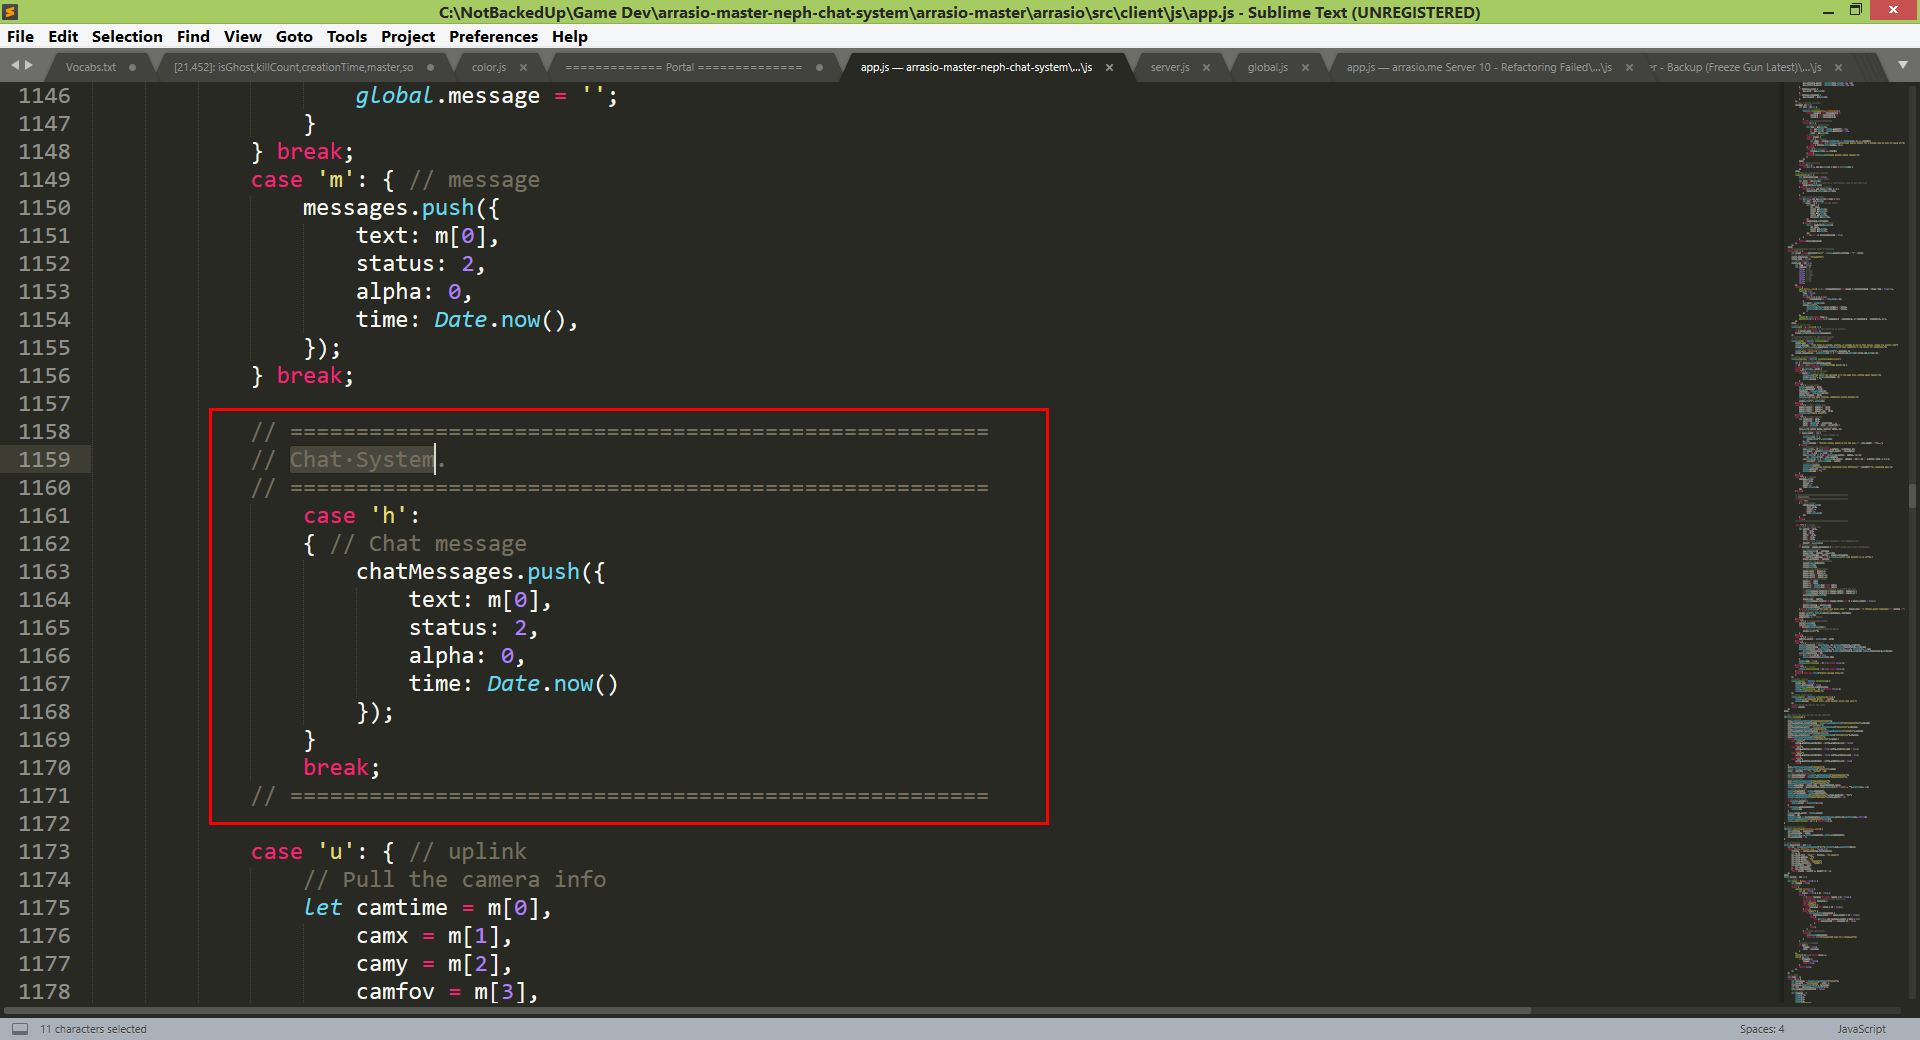 C:\NotBackedUp\Game Dev\arrasio-master-neph-chat-system\arrasio-master\arrasio\src\client\js\app.js - Sublime Text (UNREGISTERED)
File Edit Selection Find View Goto Tools Project Preferences Help
Vocabs.txt [21.452]: isGhost,killCount,creationTime,master,so color.js ============= Portal ============== app.js — arrasio-master-neph-chat-system\...\js server.js global.js app.js — arrasio.me Server 10 - Refactoring Failed\...\js r - Backup (Freeze Gun Latest)\...\js
1146 global.message = '';
1147 }
1148 } break;
1149 case 'm': { // message
1150 messages.push({
1151 text: m[0],
1152 status: 2,
1153 alpha: 0,
1154 time: Date.now(),
1155 });
1156 } break;
1157
1158 // =====================================================
1159 // Chat·System.
1160 // =====================================================
1161 case 'h':
1162 { // Chat message
1163 chatMessages.push({
1164 text: m[0],
1165 status: 2,
1166 alpha: 0,
1167 time: Date.now()
1168 });
1169 }
1170 break;
1171 // =====================================================
1172
1173 case 'u': { // uplink
1174 // Pull the camera info
1175 let camtime = m[0],
1176 camx = m[1],
1177 camy = m[2],
1178 camfov = m[3],
11 characters selected Spaces: 4 JavaScript